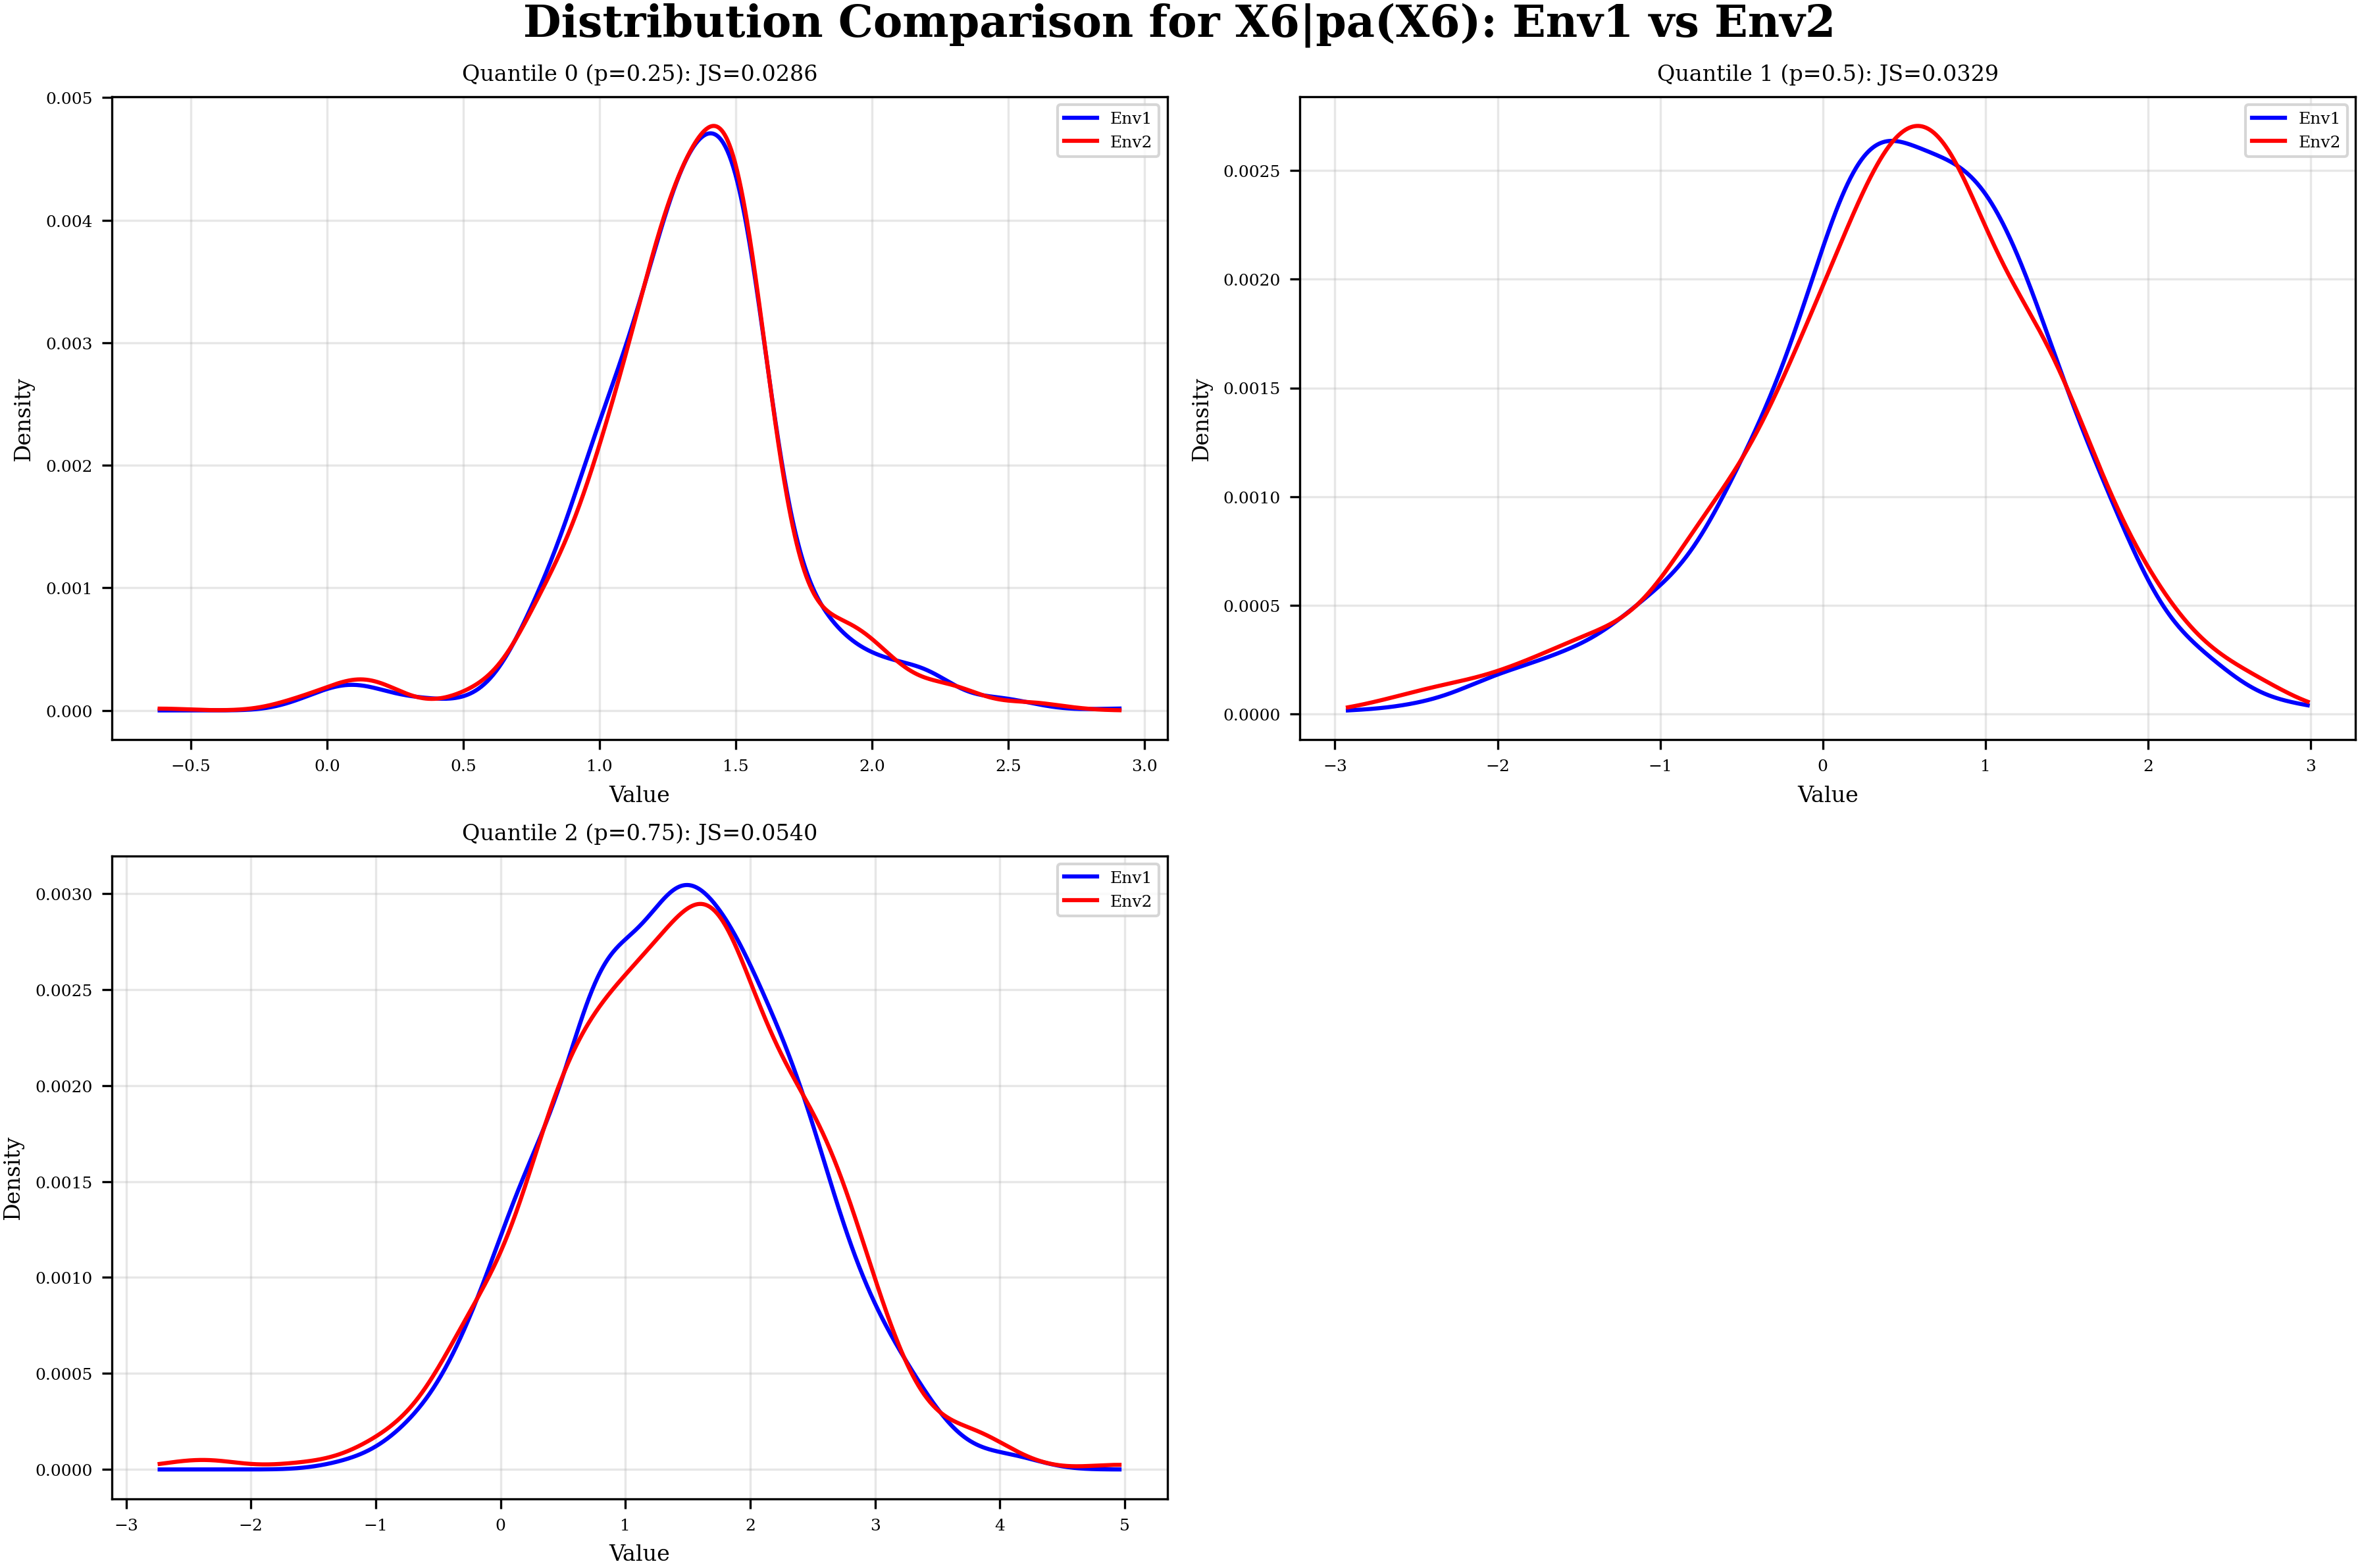 Distribution Comparison for X6|pa(X6): Env1 vs Env2
Quantile 0 (p=0.25): JS=0.0286
Density
0.005
0.004
0.003
0.002
0.001
0.000
−0.5 0.0 0.5 1.0 1.5 2.0 2.5 3.0
Value
Env1
Env2
Quantile 1 (p=0.5): JS=0.0329
Density
0.0025
0.0020
0.0015
0.0010
0.0005
0.0000
−3 −2 −1 0 1 2 3
Value
Env1
Env2
Quantile 2 (p=0.75): JS=0.0540
Density
0.0030
0.0025
0.0020
0.0015
0.0010
0.0005
0.0000
−3 −2 −1 0 1 2 3 4 5
Value
Env1
Env2